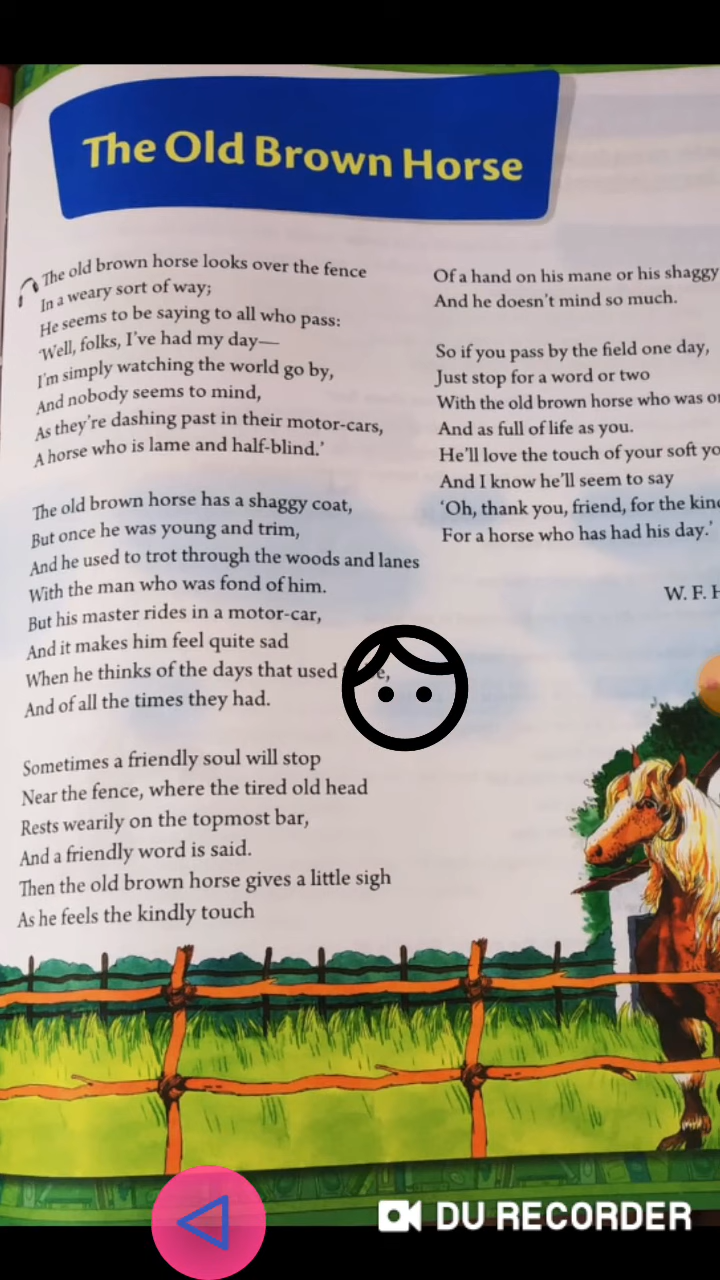 The Old Brown Horse
The old brown horse looks over the fence
In a weary sort of way;
He seems to be saying to all who pass:
'Well, folks, I've had my day—
I'm simply watching the world go by,
And nobody seems to mind,
As they're dashing past in their motor-cars,
A horse who is lame and half-blind.'
The old brown horse has a shaggy coat,
But once he was young and trim,
And he used to trot through the woods and lanes
With the man who was fond of him.
But his master rides in a motor-car,
And it makes him feel quite sad
When he thinks of the days that used
And of all the times they had.
Sometimes a friendly soul will stop
Near the fence, where the tired old head
Rests wearily on the topmost bar,
And a friendly word is said.
Then the old brown horse gives a little sigh
As he feels the kindly touch
Of a hand on his mane or his shaggy
And he doesn't mind so much.
So if you pass by the field one day,
Just stop for a word or two
With the old brown horse who was
And as full of life as you.
He'll love the touch of your soft
And I know he'll seem to say
'Oh, thank you, friend, for the
For a horse who has had his day.'
W. F.
DU RECORDER